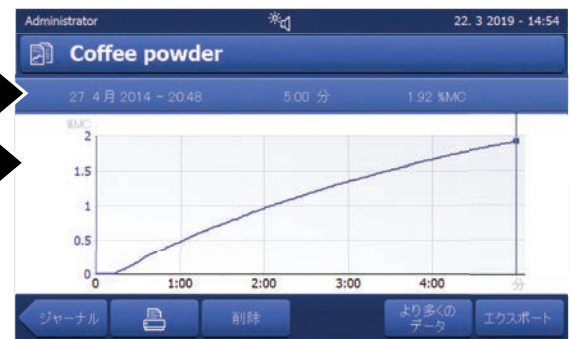 Administrator 22. 3 2019 - 14:54
Coffee powder
27 4月 2014 - 20:48 5:00 分 1.92 %MC
%MC
2
1.5
1
0.5
0
0 1:00 2:00 3:00 4:00 分
ジャーナル 削除 より多くの データ エクスポート